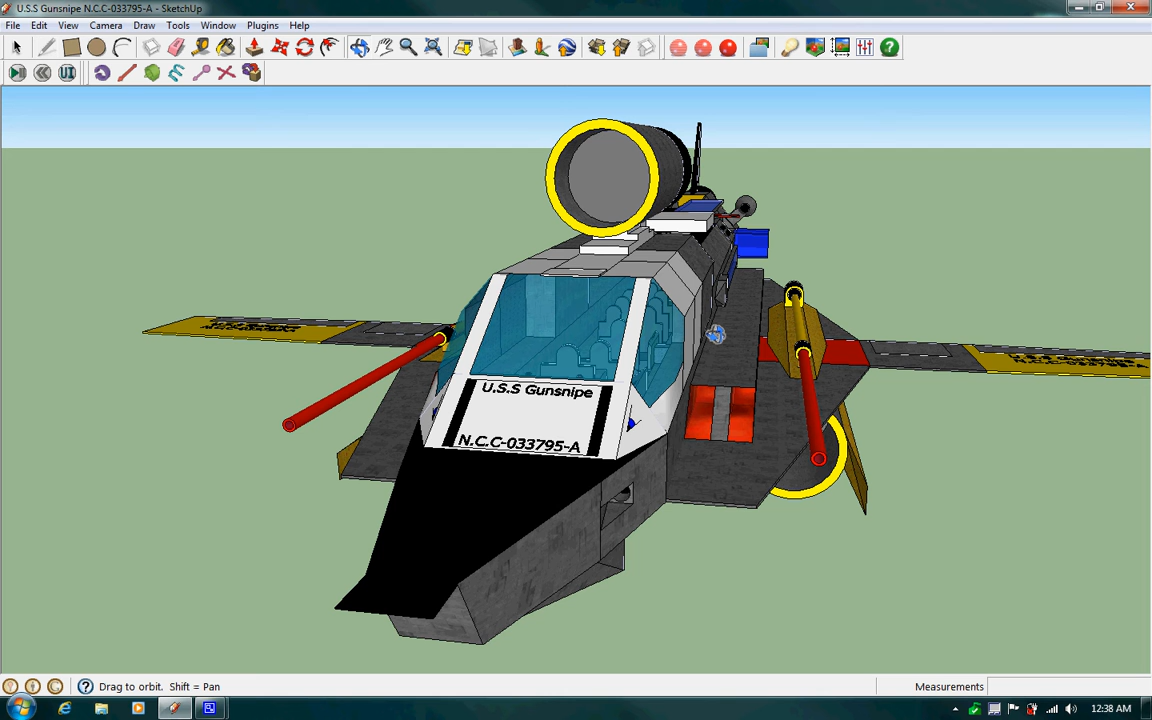 U.S.S Gunsnipe N.C.C-033795-A - SketchUp
File Edit View Camera Draw Tools Window Plugins Help
UI
U.S.S Gunsnipe
N.C.C-033795-A
Drag to orbit. Shift = Pan
Measurements
12:38 AM